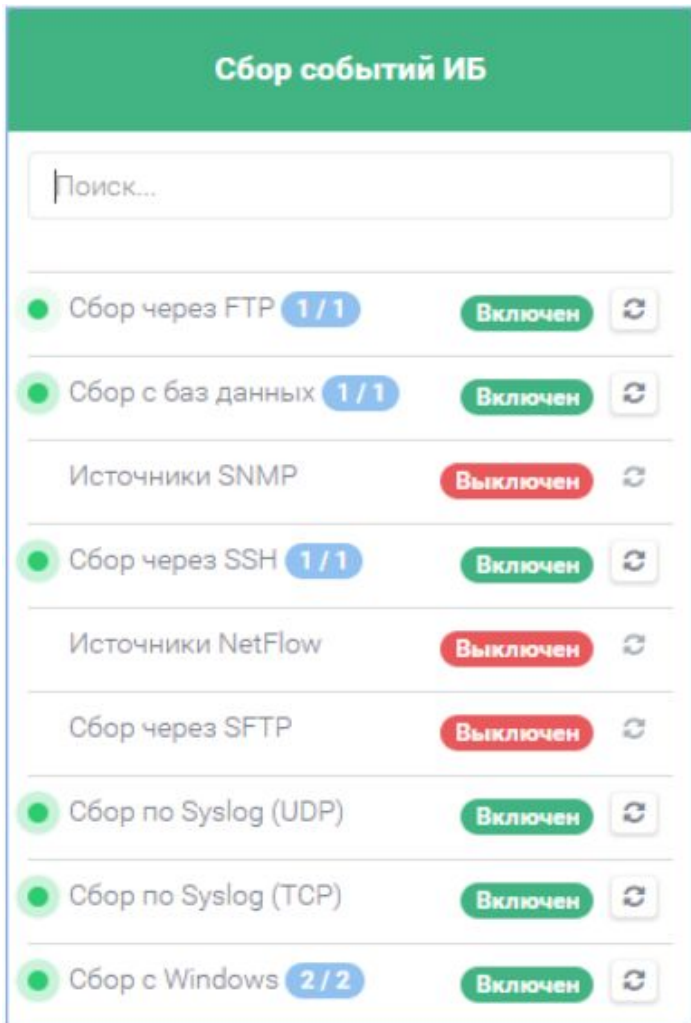 Сбор событий ИБ
Поиск...
Сбор через FTP 1 / 1 Включен
Сбор с баз данных 1 / 1 Включен
Источники SNMP Выключен
Сбор через SSH 1 / 1 Включен
Источники NetFlow Выключен
Сбор через SFTP Выключен
Сбор по Syslog (UDP) Включен
Сбор по Syslog (TCP) Включен
Сбор с Windows 2 / 2 Включен